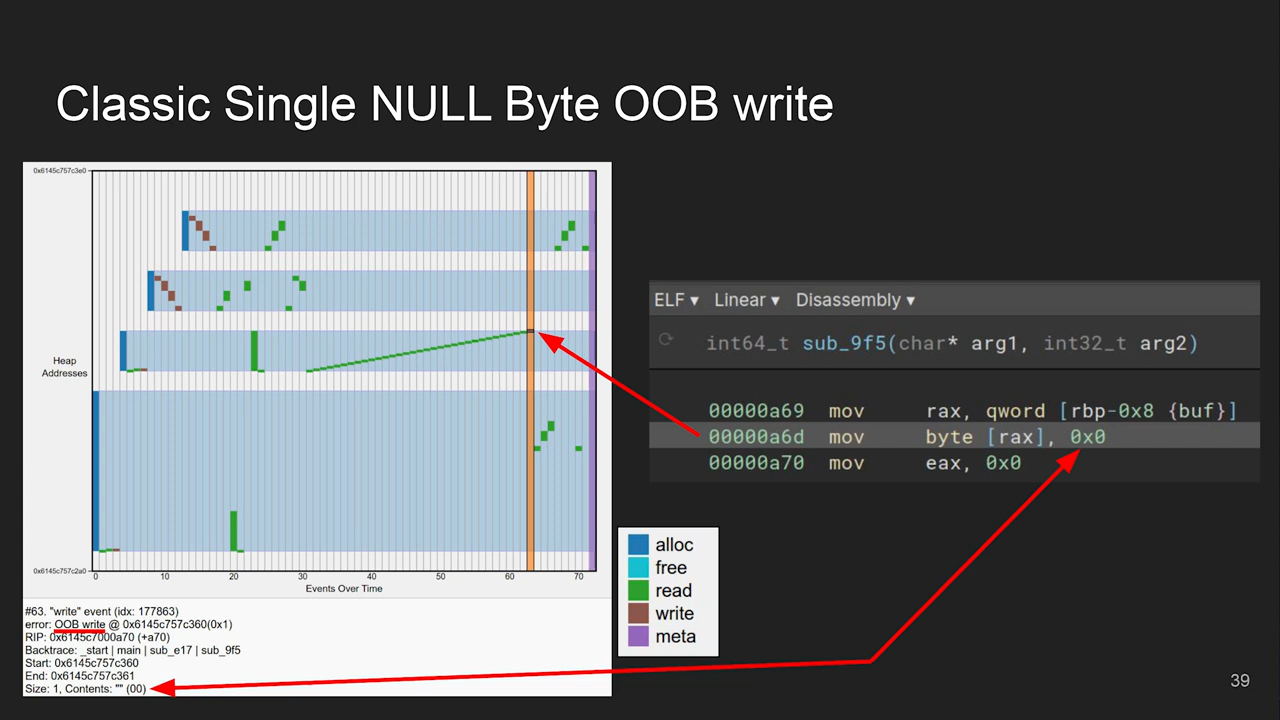 Classic Single NULL Byte OOB write
0x6145c757c3e0
Heap
Addresses
0x6145c757c2a0
0 10 20 30 40 50 60 70
Events Over Time
#63. "write" event (idx: 177863)
error: OOB write @ 0x6145c757c360(0x1)
RIP: 0x6145c7000a70 (+a70)
Backtrace: _start | main | sub_e17 | sub_9f5
Start: 0x6145c757c360
End: 0x6145c757c361
Size: 1, Contents: "" (00)
alloc
free
read
write
meta
ELF ▾ Linear ▾ Disassembly ▾
int64_t sub_9f5(char* arg1, int32_t arg2)
00000a69 mov rax, qword [rbp-0x8 {buf}]
00000a6d mov byte [rax], 0x0
00000a70 mov eax, 0x0
39